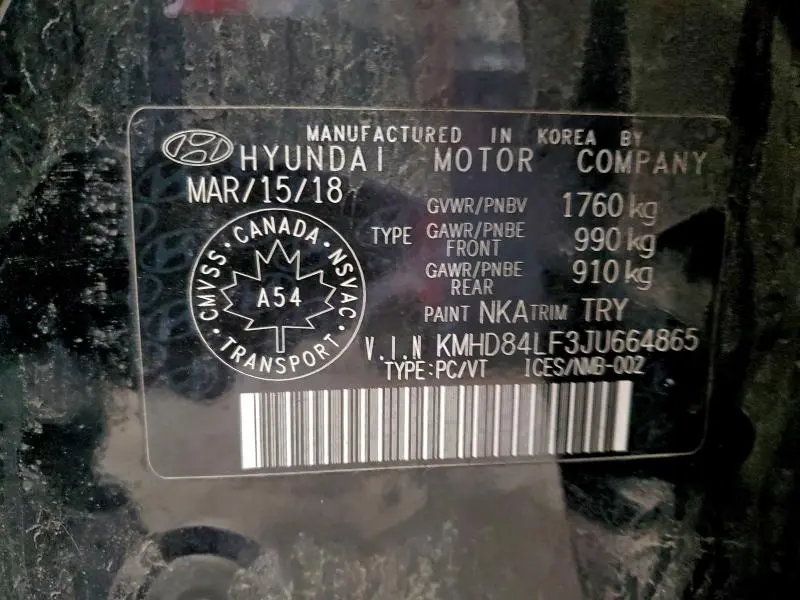 MANUFACTURED IN KOREA BY
HYUNDAI MOTOR COMPANY
MAR/15/18
GVWR/PNBV 1760 kg
TYPE GAWR/PNBE FRONT 990 kg
GAWR/PNBE REAR 910 kg
PAINT NKA TRIM TRY
CMVSS · CANADA · NSVAC · TRANSPORT ·
A54
V.I.N KMHD84LF3JU664865
TYPE:PC/VT ICES/NMB-002